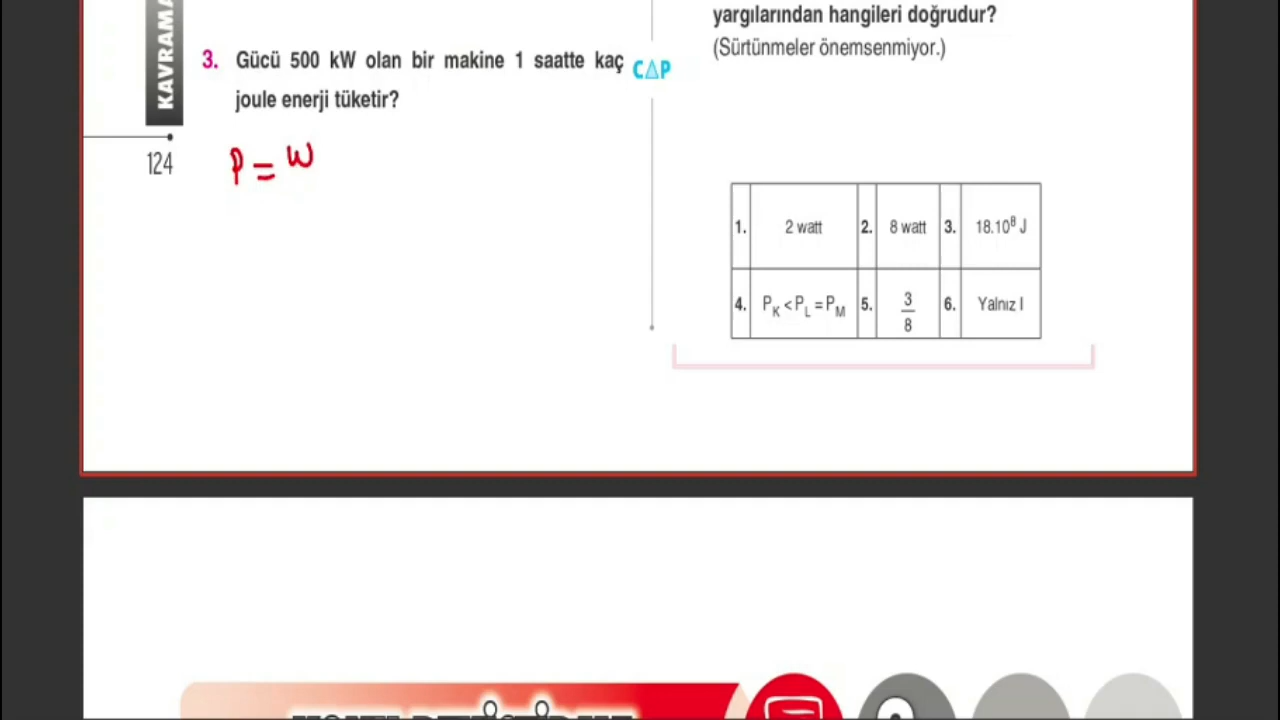 KAVRAMA
3. Gücü 500 kW olan bir makine 1 saatte kaç
joule enerji tüketir?
P = W
124
CAP
yargılarından hangileri doğrudur?
(Sürtünmeler önemsenmiyor.)
1. 2 watt 2. 8 watt 3. 18.10⁸ J
4. P_K < P_L = P_M 5. 3/8 6. Yalnız I